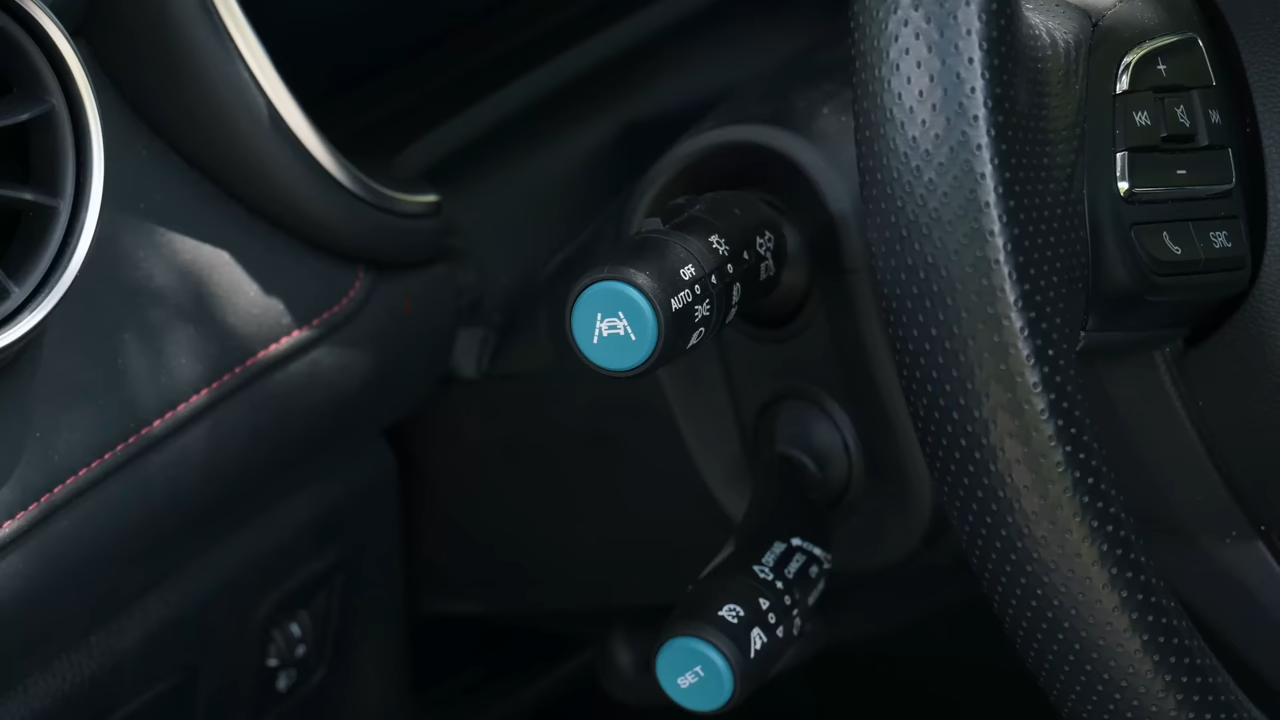 +
-
SRC
OFF
AUTO O
CANCEL
SET